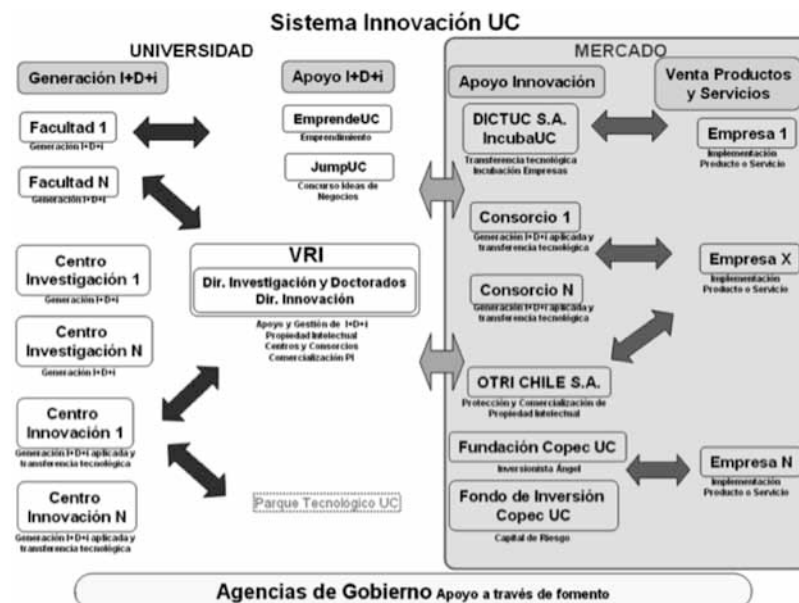 Sistema Innovación UC
UNIVERSIDAD
Generación I+D+i
Facultad 1
Generación I+D+i
Facultad N
Generación I+D+i
Centro
Investigación 1
Generación I+D+i
Centro
Investigación N
Generación I+D+i
Centro
Innovación 1
Generación I+D+i aplicada y
transferencia tecnológica
Centro
Innovación N
Generación I+D+i aplicada y
transferencia tecnológica
Apoyo I+D+i
EmprendeUC
Emprendimiento
JumpUC
Concurso Ideas de
Negocios
VRI
Dir. Investigación y Doctorados
Dir. Innovación
Apoyo y Gestión de I+D+i
Propiedad Intelectual
Centros y Consorcios
Comercialización PI
Parque Tecnológico UC
MERCADO
Apoyo Innovación
DICTUC S.A.
IncubaUC
Transferencia tecnológica
Incubación Empresas
Consorcio 1
Generación I+D+i aplicada y
transferencia tecnológica
Consorcio N
Generación I+D+i aplicada y
transferencia tecnológica
OTRI CHILE S.A.
Protección y Comercialización de
Propiedad Intelectual
Fundación Copec UC
Inversionista Ángel
Fondo de Inversión
Copec UC
Capital de Riesgo
Venta Productos
y Servicios
Empresa 1
Implementación
Producto o Servicio
Empresa X
Implementación
Producto o Servicio
Empresa N
Implementación
Producto o Servicio
Agencias de Gobierno Apoyo a través de fomento